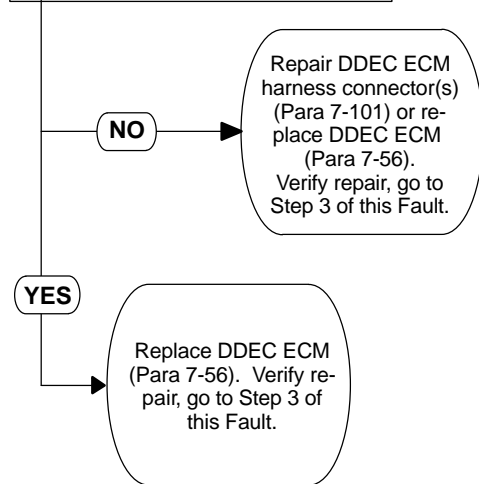 Repair DDEC ECM
harness connector(s)
(Para 7-101) or re-
place DDEC ECM
(Para 7-56).
Verify repair, go to
Step 3 of this Fault.
NO
YES
Replace DDEC ECM
(Para 7-56). Verify re-
pair, go to Step 3 of
this Fault.